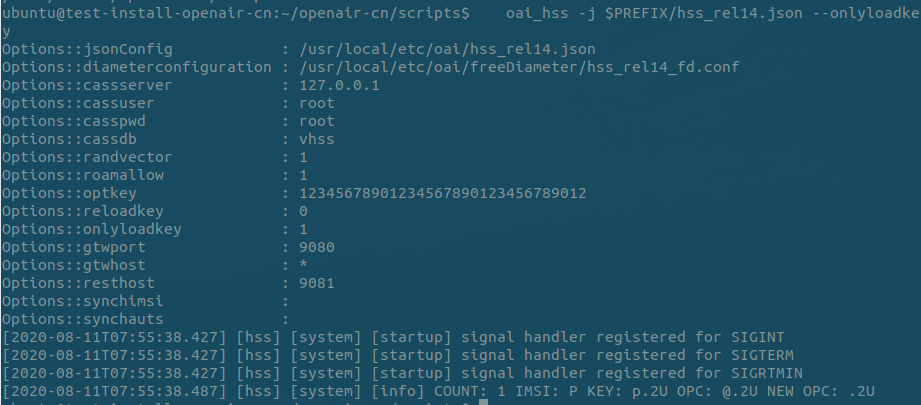 ubuntu@test-install-openair-cn:~/openair-cn/scripts$    oai_hss -j $PREFIX/hss_rel14.json --onlyloadke
y
Options::jsonConfig            : /usr/local/etc/oai/hss_rel14.json
Options::diameterconfiguration : /usr/local/etc/oai/freeDiameter/hss_rel14_fd.conf
Options::cassserver            : 127.0.0.1
Options::cassuser              : root
Options::casspwd               : root
Options::cassdb                : vhss
Options::randvector            : 1
Options::roamallow             : 1
Options::optkey                : 12345678901234567890123456789012
Options::reloadkey             : 0
Options::onlyloadkey           : 1
Options::gtwport               : 9080
Options::gtwhost               : *
Options::resthost              : 9081
Options::synchimsi             :
Options::synchauts             :
[2020-08-11T07:55:38.427] [hss] [system] [startup] signal handler registered for SIGINT
[2020-08-11T07:55:38.427] [hss] [system] [startup] signal handler registered for SIGTERM
[2020-08-11T07:55:38.427] [hss] [system] [startup] signal handler registered for SIGRTMIN
[2020-08-11T07:55:38.487] [hss] [system] [info] COUNT: 1 IMSI: P KEY: p.2U OPC: @.2U NEW OPC: .2U